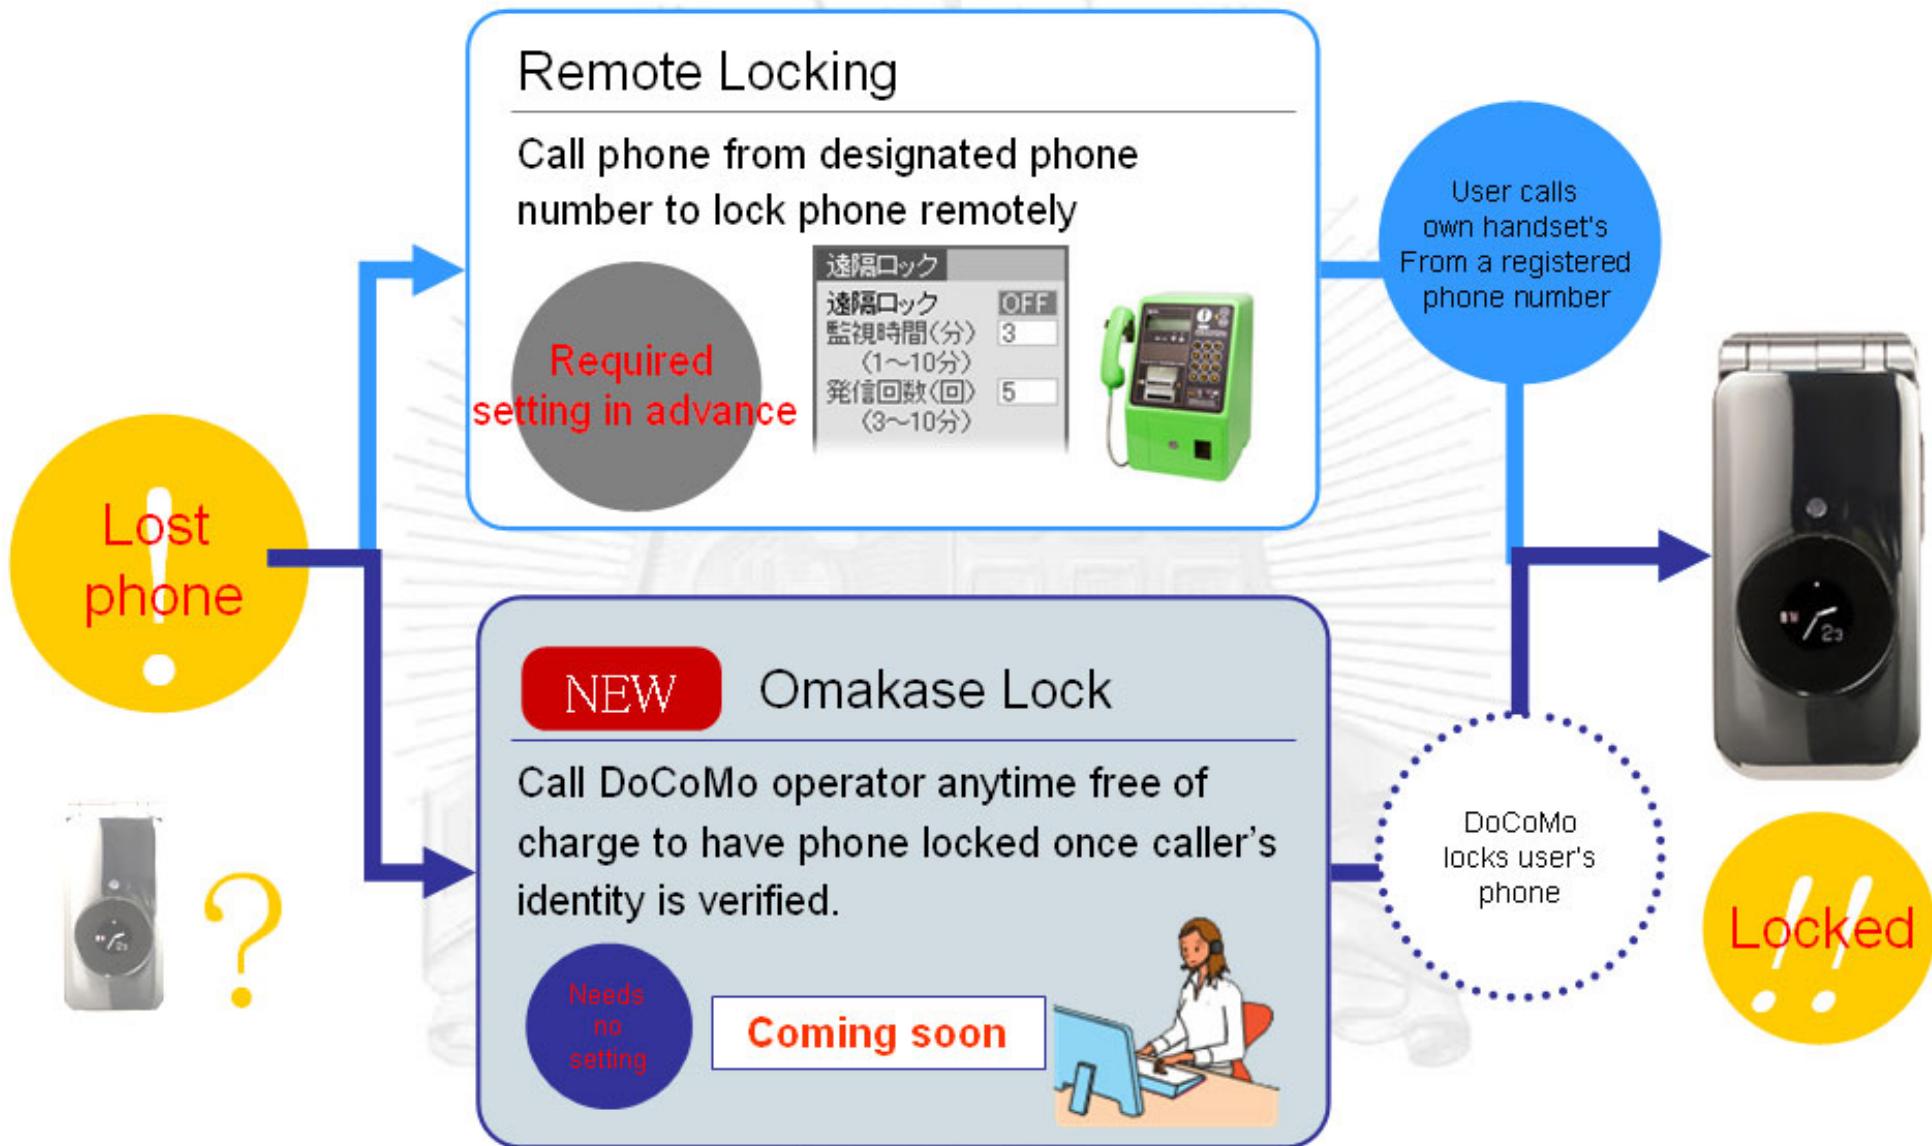 Remote Locking
Call phone from designated phone
number to lock phone remotely
Required
setting in advance
遠隔ロック
遠隔ロック OFF
監視時間(分) 3
(1～10分)
発信回数(回) 5
(3～10分)
User calls
own handset's
From a registered
phone number
Lost
phone
NEW Omakase Lock
Call DoCoMo operator anytime free of
charge to have phone locked once caller's
identity is verified.
Needs
no
setting
Coming soon
DoCoMo
locks user's
phone
Locked